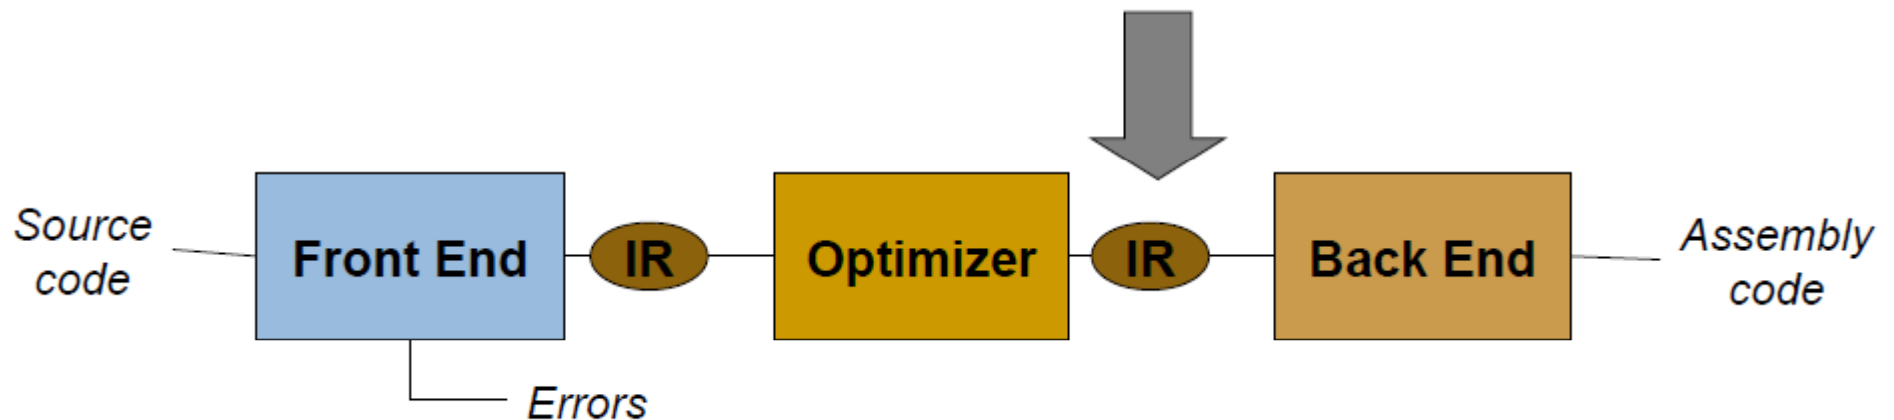 Source
code
Front End
IR
Optimizer
IR
Back End
Assembly
code
Errors